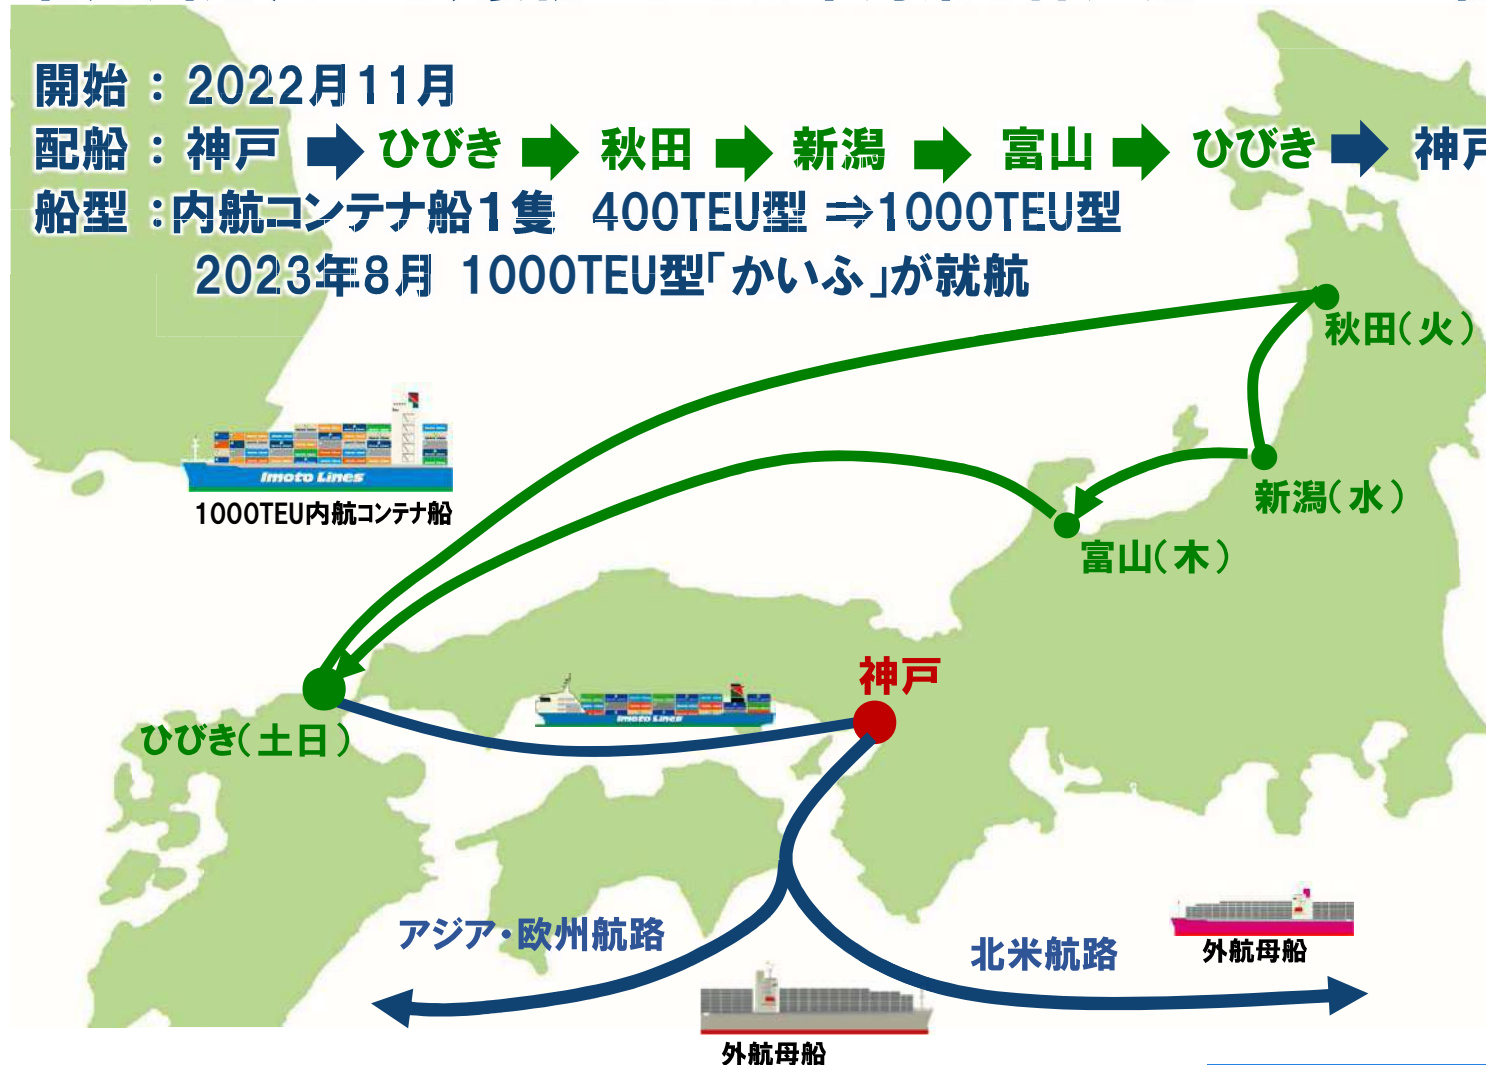 開始：2022月11月
配船：神戸 ➡ ひびき ➡ 秋田 ➡ 新潟 ➡ 富山 ➡ ひびき ➡ 神戸
船型：内航コンテナ船１隻 400TEU型 ⇒1000TEU型
2023年8月 1000TEU型「かいふ」が就航
秋田（火）
Imoto Lines
1000TEU内航コンテナ船
新潟（水）
富山（木）
神戸
Imoto Lines
ひびき（土日）
アジア・欧州航路
北米航路
外航母船
外航母船